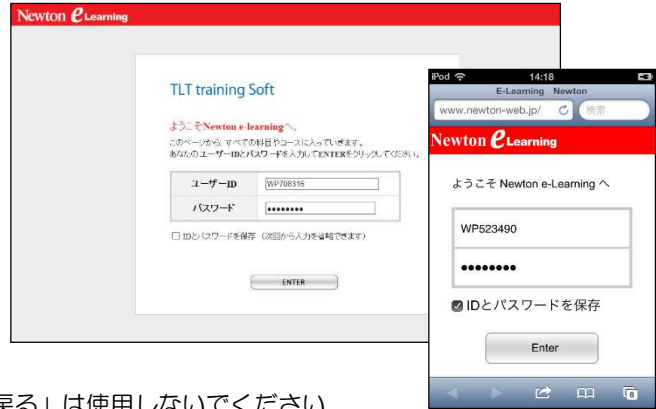 Newton eLearning
TLT training Soft
ようこそNewton e-learningへ。
このページから、すべての科目やコースに入っていきます。
あなたのユーザーIDとパスワードを入力してENTERをクリックしてください。
ユーザーID WP708316
パスワード ••••••••
IDとパスワードを保存（次回から入力を省略できます）
ENTER
iPod 14:18
E-Learning Newton
www.newton-web.jp/ 検索
Newton eLearning
ようこそ Newton e-Learning へ
WP523490
••••••••
IDとパスワードを保存
Enter
戻る」は使用しないでください